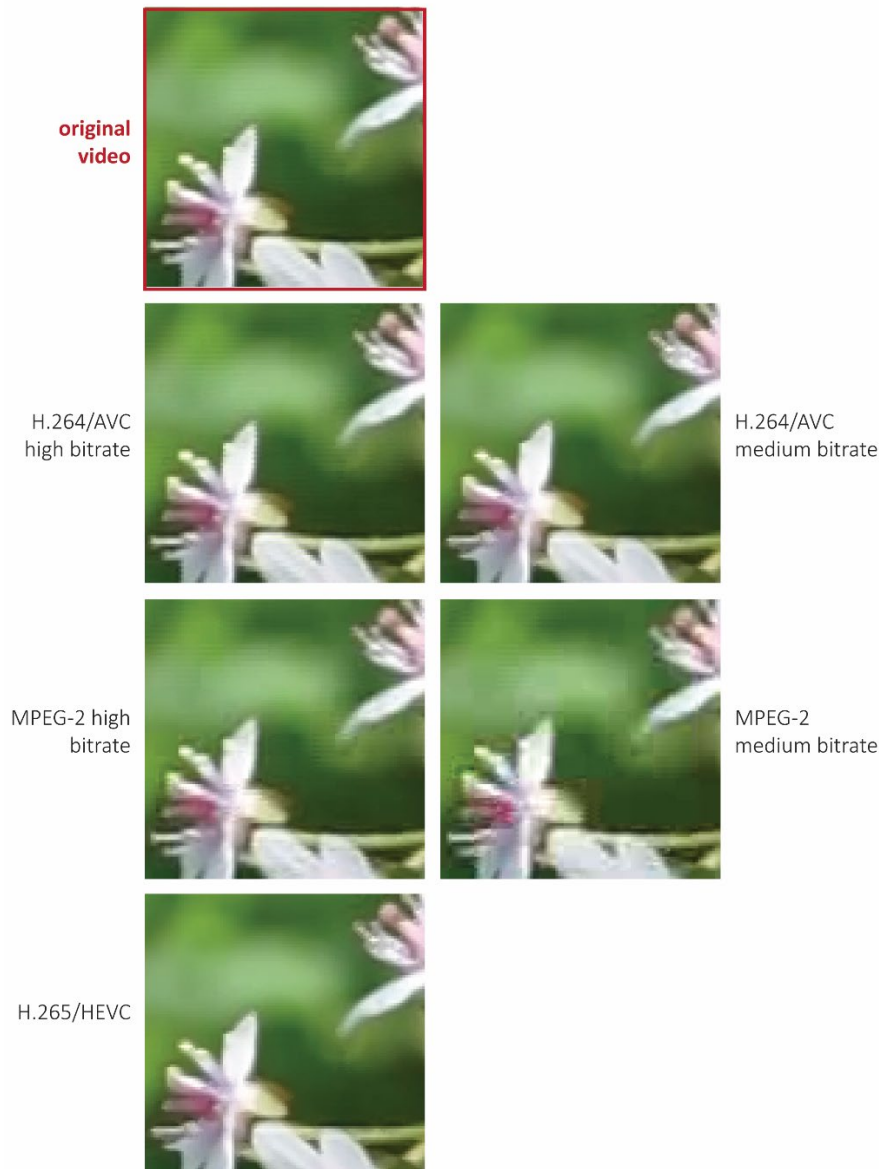 original
video
H.264/AVC
high bitrate
H.264/AVC
medium bitrate
MPEG-2 high
bitrate
MPEG-2
medium bitrate
H.265/HEVC